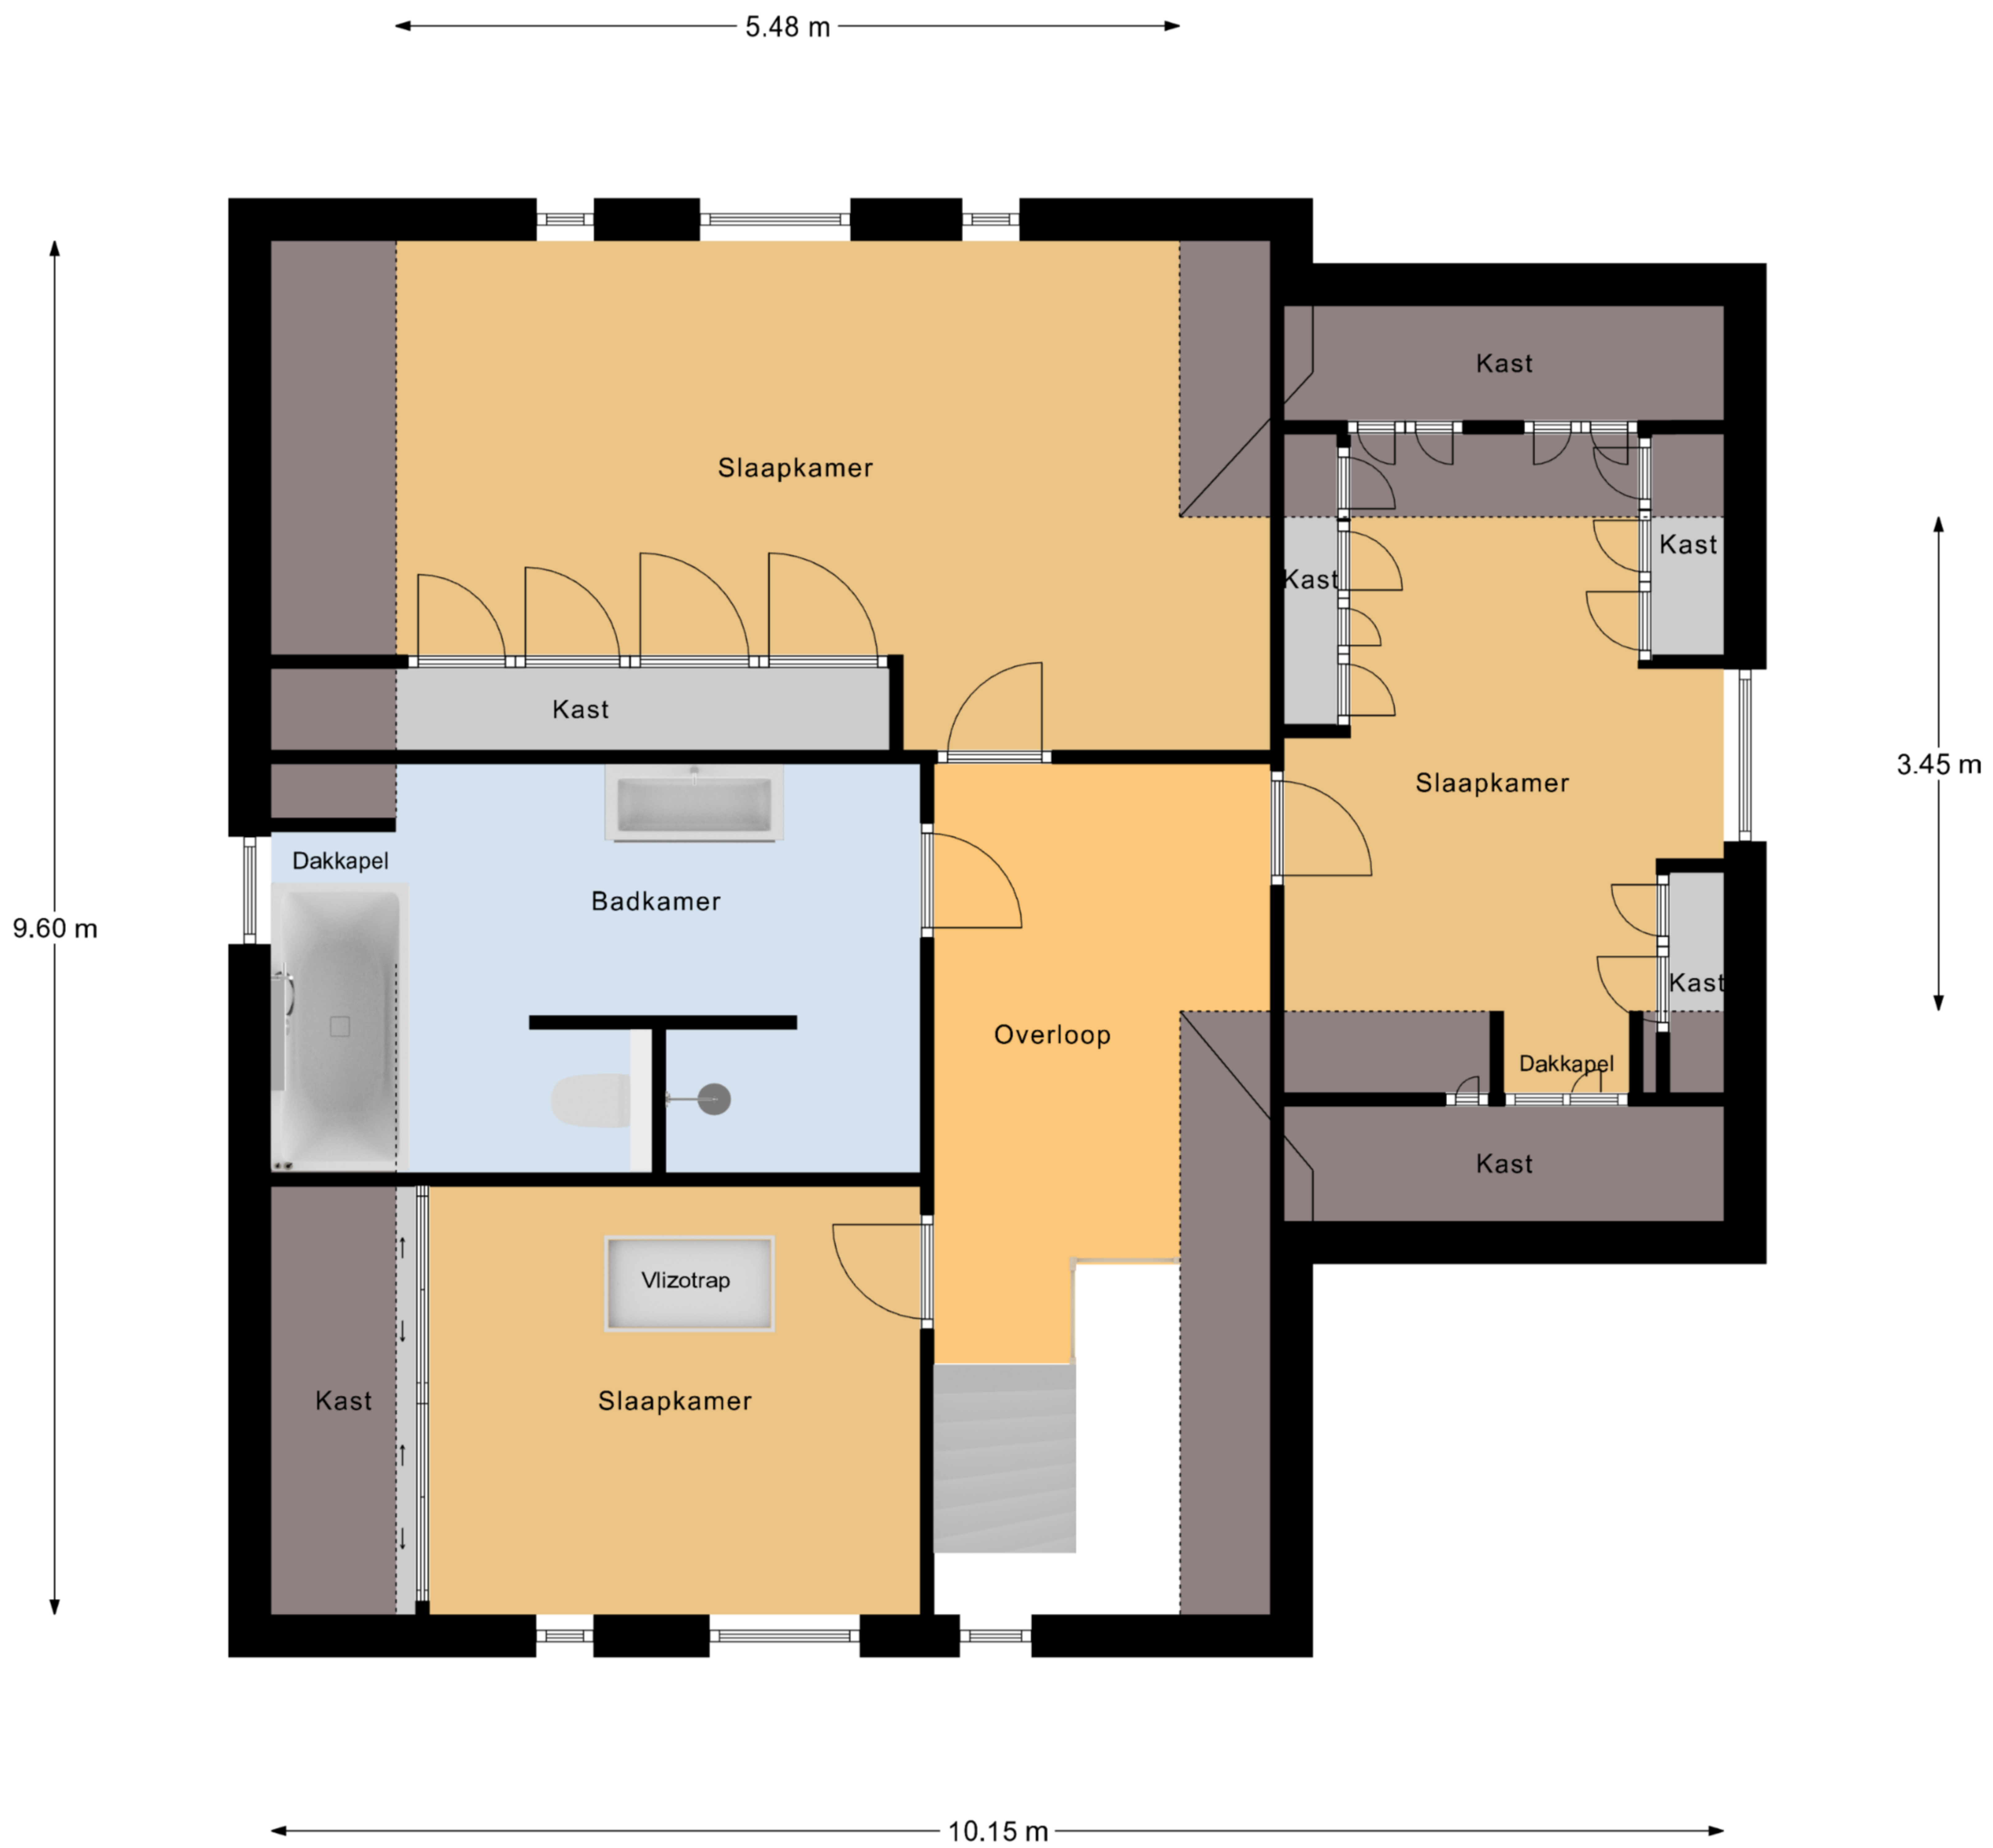 5.48 m
Kast
Slaapkamer
Kast
Kast
Kast
Slaapkamer
3.45 m
Dakkapel
Badkamer
9.60 m
Kast
Overloop
Dakkapel
Kast
Vlizotrap
Kast
Slaapkamer
10.15 m